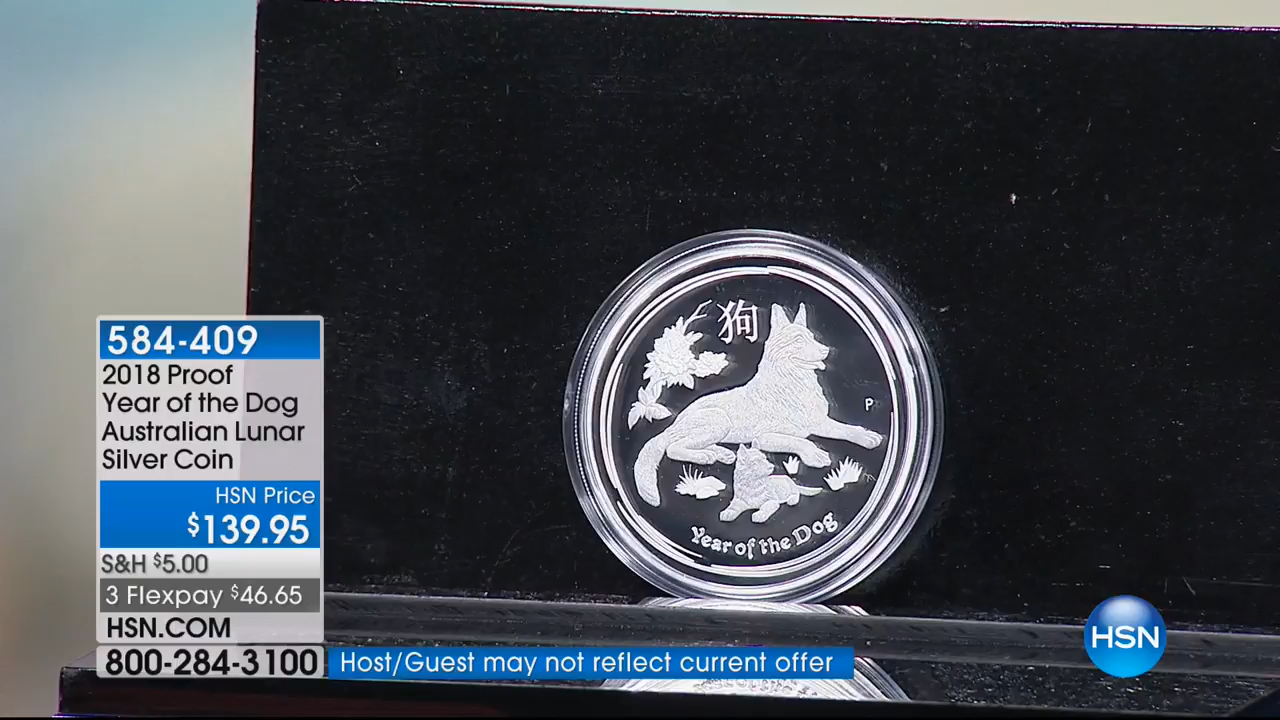 584-409
2018 Proof
Year of the Dog
Australian Lunar
Silver Coin
HSN Price
$139.95
S&H $5.00
3 Flexpay $46.65
HSN.COM
800-284-3100
Host/Guest may not reflect current offer
狗
P
Year of the Dog
HSN